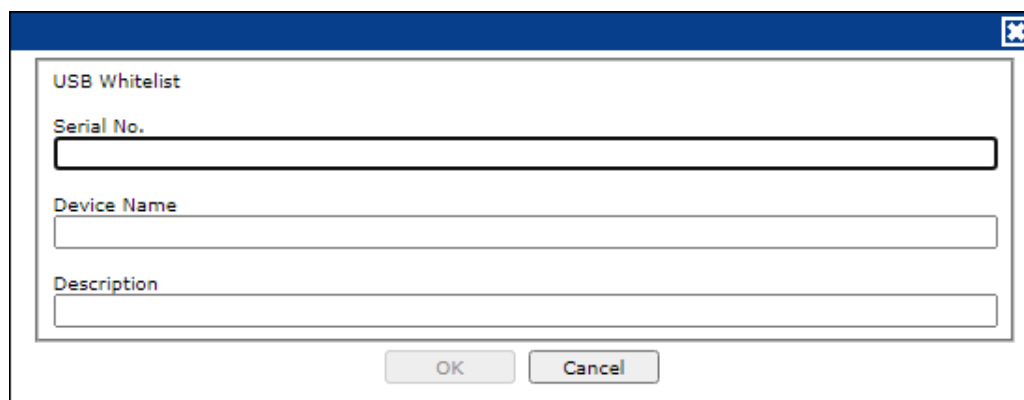 USB Whitelist
Serial No.
Device Name
Description
OK Cancel